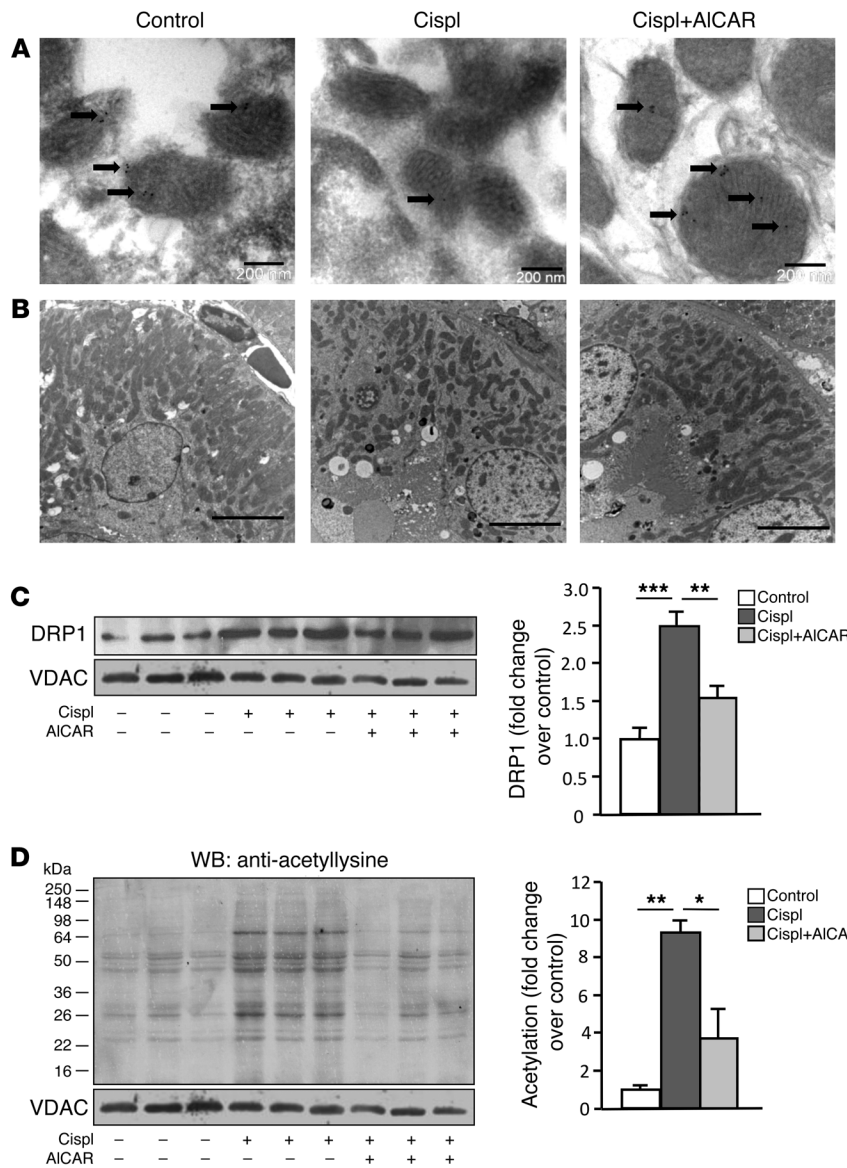 Control Cispl Cispl+AICAR
A
200 nm 200 nm 200 nm
B
C
DRP1
VDAC
Cispl – – – + + + + + +
AICAR – – – – – – + + +
DRP1 (fold change
over control)
3.0
2.5
2.0
1.5
1.0
0.5
0
*** **
Control
Cispl
Cispl+AICAR
D
WB: anti-acetyllysine
kDa
250
148
98
64
50
36
26
22
16
VDAC
Cispl – – – + + + + + +
AICAR – – – – – – + + +
Acetylation (fold change
over control)
12
10
8
6
4
2
0
** *
Control
Cispl
Cispl+AICA